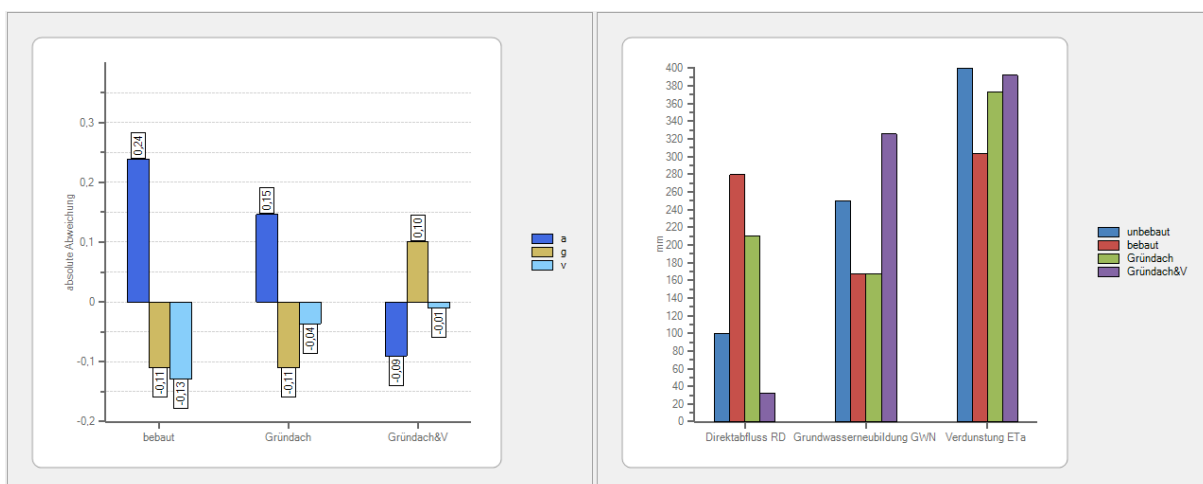 absolute Abweichung
0,3
0,2
0,1
0
-0,1
-0,2
0,24
-0,11
-0,13
0,15
-0,11
-0,04
-0,09
0,10
-0,01
bebaut
Gründach
Gründach&V
a
g
v
mm
400
380
360
340
320
300
280
260
240
220
200
180
160
140
120
100
80
60
40
20
0
Direktabfluss RD
Grundwasserneubildung GWN
Verdunstung ETa
unbebaut
bebaut
Gründach
Gründach&V